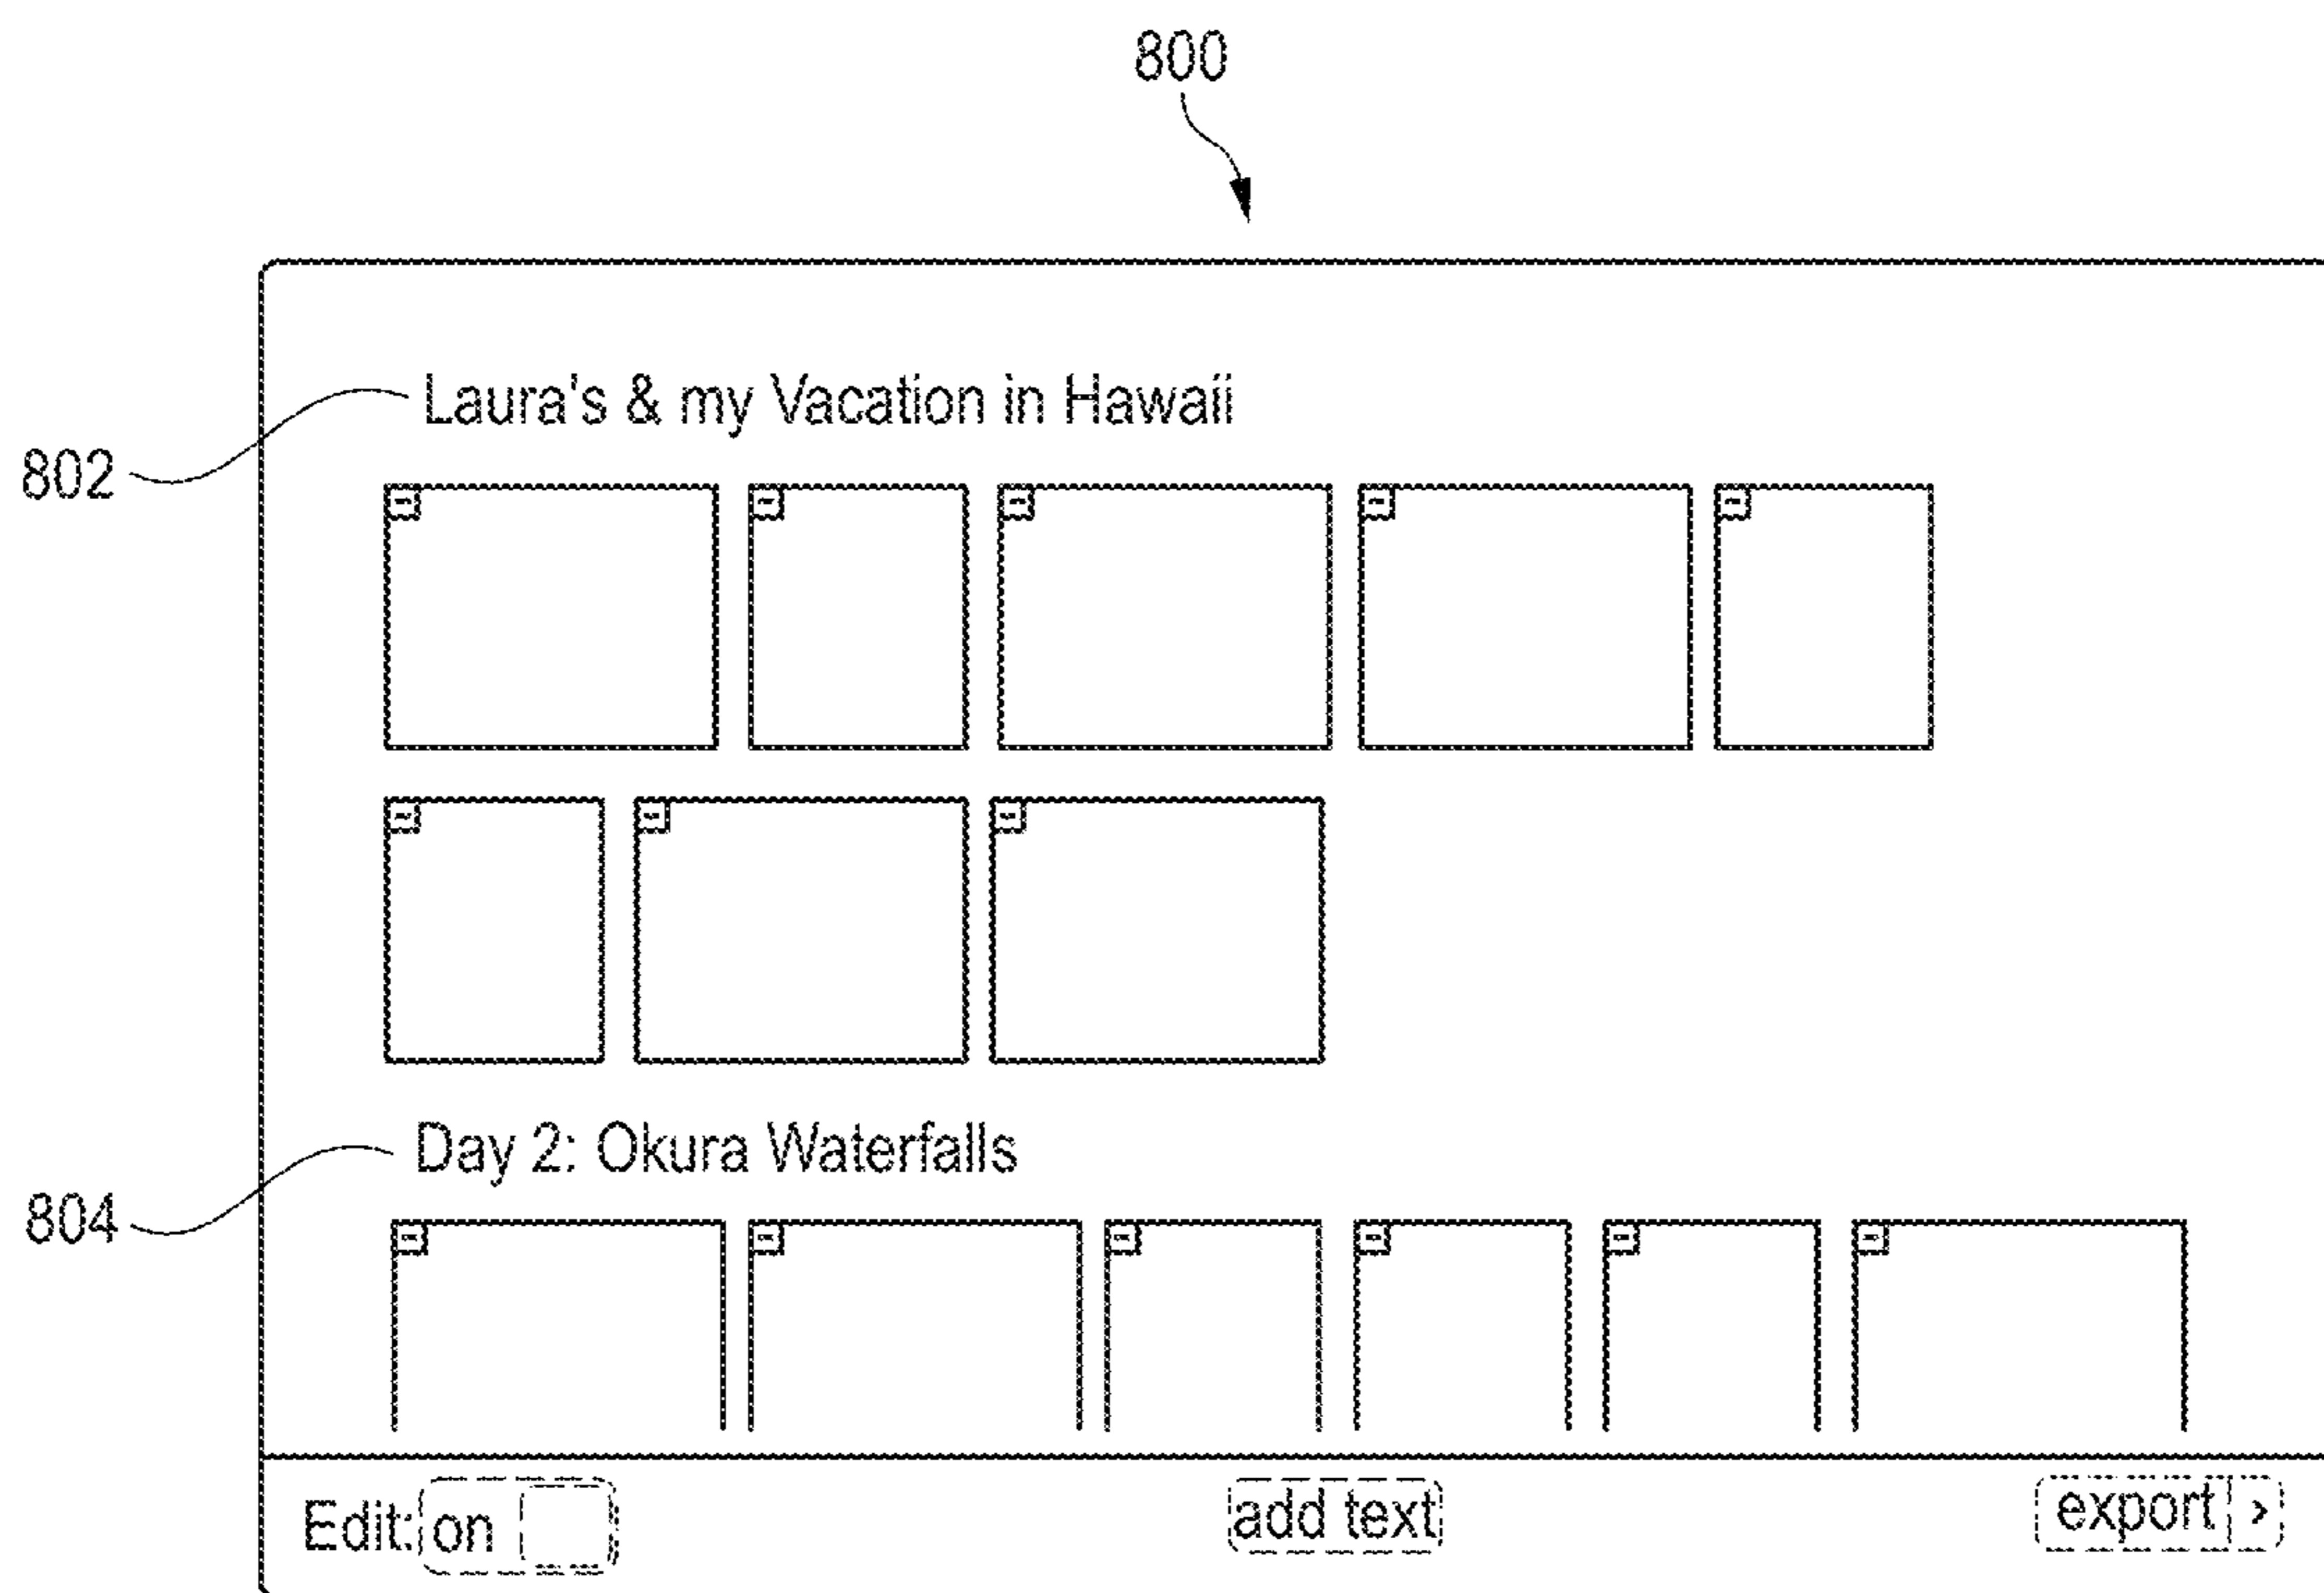 800
Laura's & my Vacation in Hawaii
802
Day 2: Okura Waterfalls
804
Edit: on add text export >